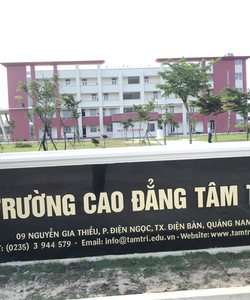 TRƯỜNG CAO ĐẲNG TÂM
09 NGUYỄN GIA THIỀU, P. ĐIỆN NGỌC, TX. ĐIỆN BÀN, QUẢNG NAM
(0235) 3 944 579 - Email: info@tamtri.edu.vn - Website: www.tamtri